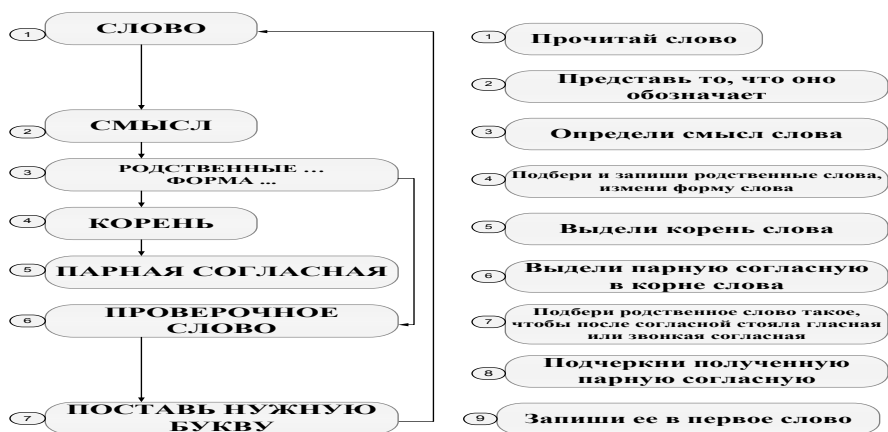 1
СЛОВО
2
СМЫСЛ
3
РОДСТВЕННЫЕ ...
ФОРМА ...
4
КОРЕНЬ
5
ПАРНАЯ СОГЛАСНАЯ
6
ПРОВЕРОЧНОЕ
СЛОВО
7
ПОСТАВЬ НУЖНУЮ
БУКВУ
1
Прочитай слово
2
Представь то, что оно
обозначает
3
Определи смысл слова
4
Подбери и запиши родственные слова,
измени форму слова
5
Выдели корень слова
6
Выдели парную согласную
в корне слова
7
Подбери родственное слово такое,
чтобы после согласной стояла гласная
или звонкая согласная
8
Подчеркни полученную
парную согласную
9
Запиши ее в первое слово